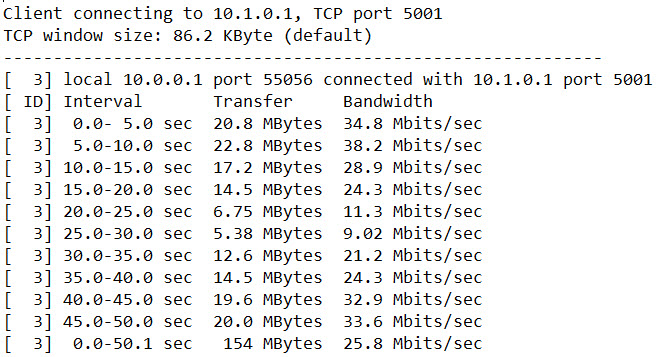 Client connecting to 10.1.0.1, TCP port 5001
TCP window size: 86.2 KByte (default)
------------------------------------------------------------
[  3] local 10.0.0.1 port 55056 connected with 10.1.0.1 port 5001
[ ID] Interval       Transfer     Bandwidth
[  3]  0.0- 5.0 sec  20.8 MBytes  34.8 Mbits/sec
[  3]  5.0-10.0 sec  22.8 MBytes  38.2 Mbits/sec
[  3] 10.0-15.0 sec  17.2 MBytes  28.9 Mbits/sec
[  3] 15.0-20.0 sec  14.5 MBytes  24.3 Mbits/sec
[  3] 20.0-25.0 sec  6.75 MBytes  11.3 Mbits/sec
[  3] 25.0-30.0 sec  5.38 MBytes  9.02 Mbits/sec
[  3] 30.0-35.0 sec  12.6 MBytes  21.2 Mbits/sec
[  3] 35.0-40.0 sec  14.5 MBytes  24.3 Mbits/sec
[  3] 40.0-45.0 sec  19.6 MBytes  32.9 Mbits/sec
[  3] 45.0-50.0 sec  20.0 MBytes  33.6 Mbits/sec
[  3]  0.0-50.1 sec   154 MBytes  25.8 Mbits/sec